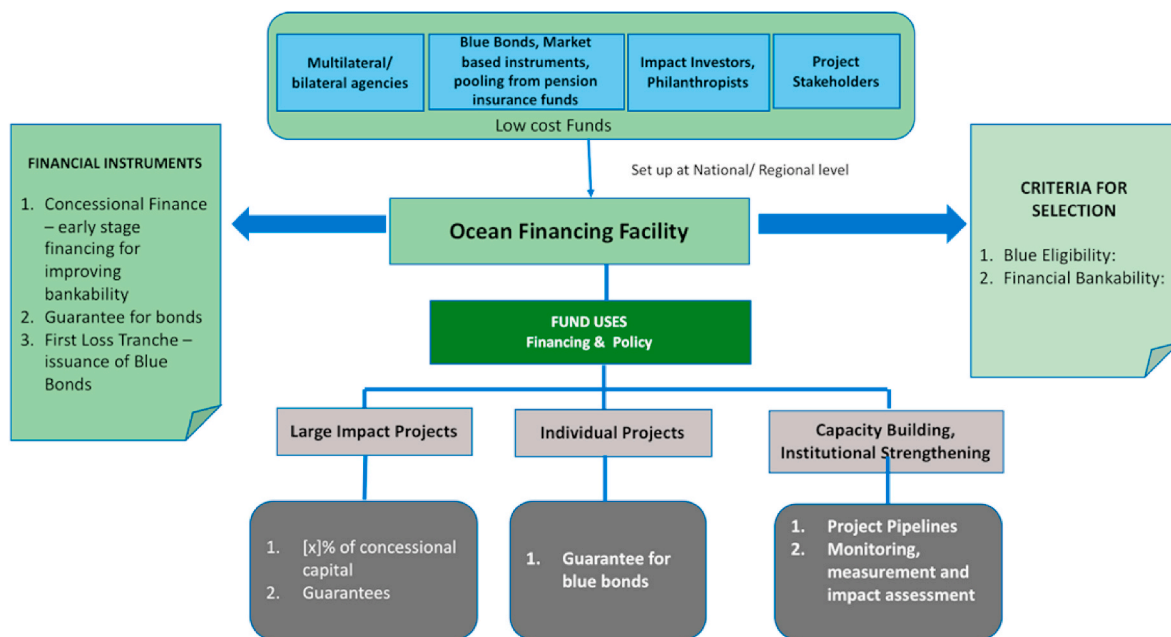 Multilateral/
bilateral agencies
Blue Bonds, Market
based instruments,
pooling from pension
insurance funds
Impact Investors,
Philanthropists
Project
Stakeholders
Low cost Funds
Set up at National/ Regional level
FINANCIAL INSTRUMENTS
1. Concessional Finance
– early stage
financing for
improving
bankability
2. Guarantee for bonds
3. First Loss Tranche –
issuance of Blue
Bonds
Ocean Financing Facility
CRITERIA FOR
SELECTION
1. Blue Eligibility:
2. Financial Bankability:
FUND USES
Financing & Policy
Large Impact Projects
Individual Projects
Capacity Building,
Institutional Strengthening
1. [x]% of concessional
capital
2. Guarantees
1. Guarantee for
blue bonds
1. Project Pipelines
2. Monitoring,
measurement and
impact assessment